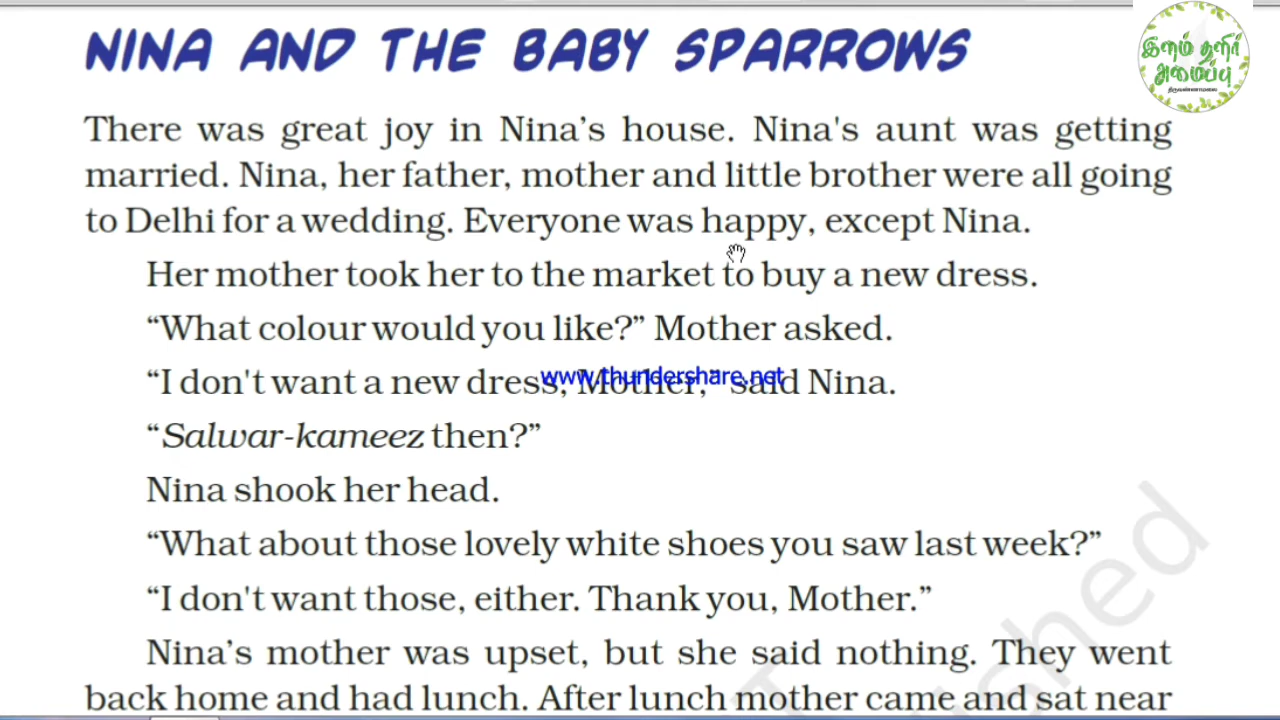 NINA AND THE BABY SPARROWS
இளம் தளிர்
அமைப்பு
திருவண்ணாமலை
There was great joy in Nina’s house. Nina's aunt was getting
married. Nina, her father, mother and little brother were all going
to Delhi for a wedding. Everyone was happy, except Nina.
Her mother took her to the market to buy a new dress.
“What colour would you like?” Mother asked.
“I don't want a new dress, Mother,” said Nina.
www.thundershare.net
“Salwar-kameez then?”
Nina shook her head.
“What about those lovely white shoes you saw last week?”
“I don't want those, either. Thank you, Mother.”
Nina’s mother was upset, but she said nothing. They went
back home and had lunch. After lunch mother came and sat near